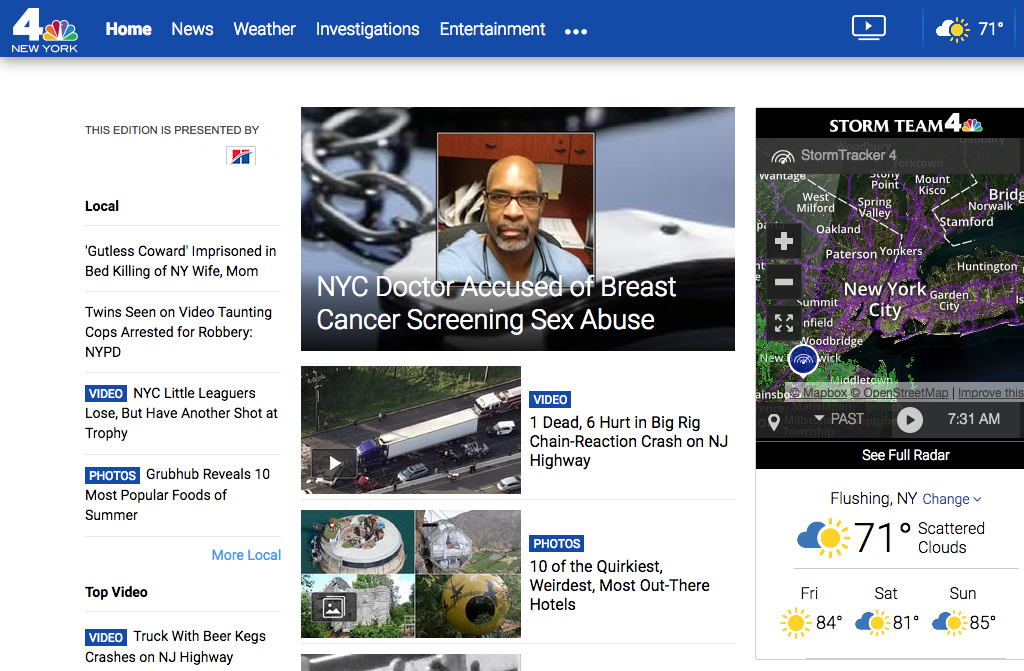 4
NEW YORK
Home
News
Weather
Investigations
Entertainment
71°
THIS EDITION IS PRESENTED BY
Local
'Gutless Coward' Imprisoned in
Bed Killing of NY Wife, Mom
Twins Seen on Video Taunting
Cops Arrested for Robbery:
NYPD
VIDEO NYC Little Leaguers
Lose, But Have Another Shot at
Trophy
PHOTOS Grubhub Reveals 10
Most Popular Foods of
Summer
More Local
Top Video
VIDEO Truck With Beer Kegs
Crashes on NJ Highway
NYC Doctor Accused of Breast
Cancer Screening Sex Abuse
VIDEO
1 Dead, 6 Hurt in Big Rig
Chain-Reaction Crash on NJ
Highway
PHOTOS
10 of the Quirkiest,
Weirdest, Most Out-There
Hotels
STORM TEAM 4
StormTracker 4
Yorktown
Wantage
Stony
Point
Mount
Kisco
Bridg
West
Milford
Spring
Valley
Norwalk
Stamford
Oakland
Paterson
Yonkers
Huntington
New York
City
Garden
City
Summit
nfield
Woodbridge
New
wick
Middletown
ainsbo
© Mapbox © OpenStreetMap | Improve this
Manalapan
Millstone
Township
PAST
7:31 AM
See Full Radar
Flushing, NY Change
71°
Scattered
Clouds
Fri
Sat
Sun
84°
81°
85°